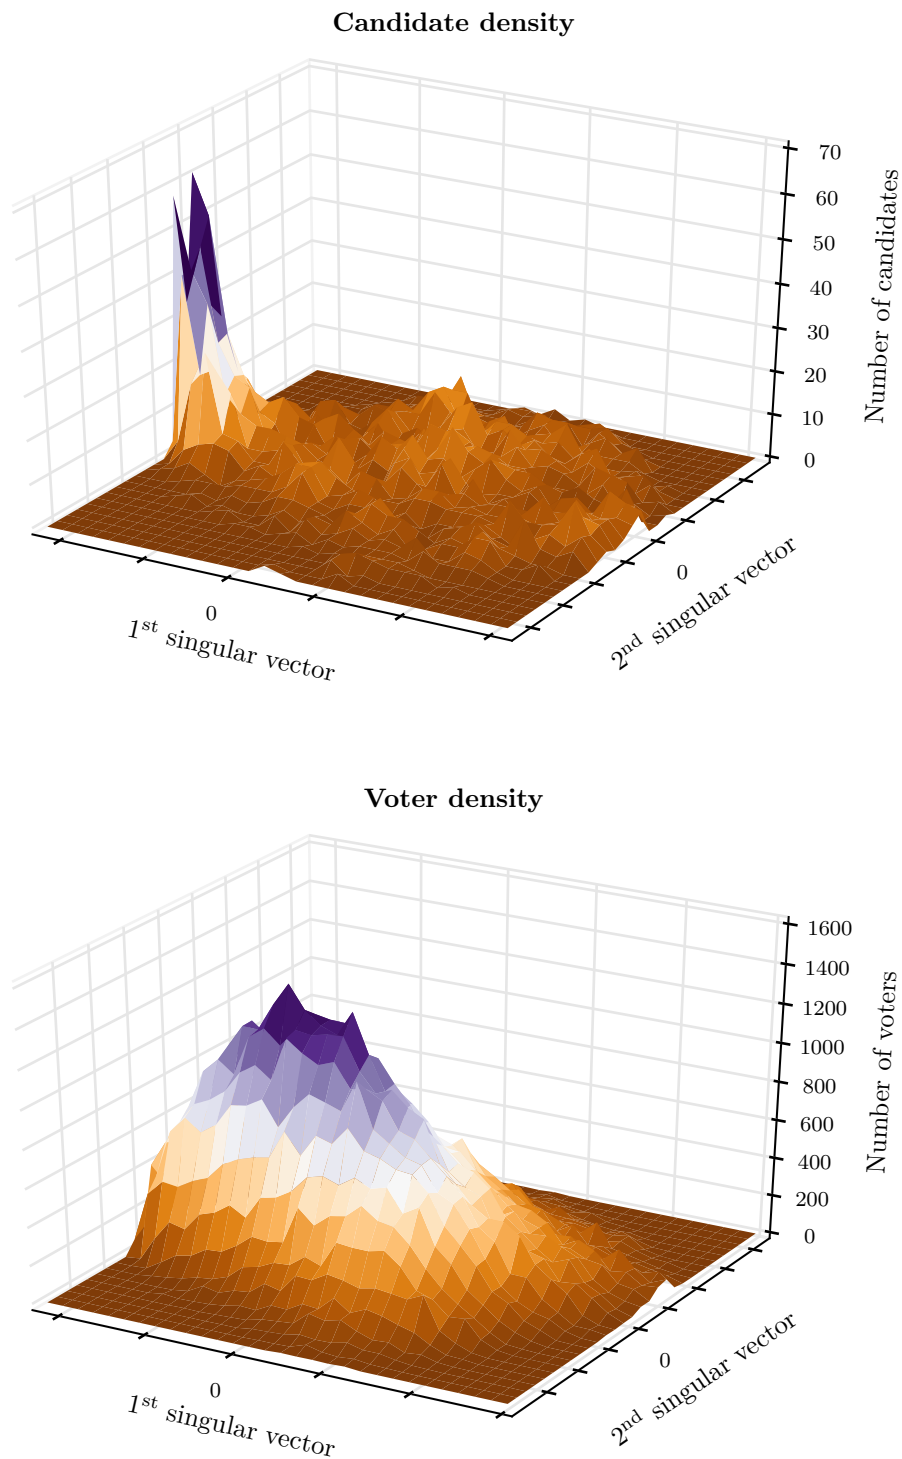 Candidate density
70
60
50
40
30
20
10
0
Number of candidates
0
1st singular vector
0
2nd singular vector
Voter density
1600
1400
1200
1000
800
600
400
200
0
Number of voters
0
1st singular vector
0
2nd singular vector